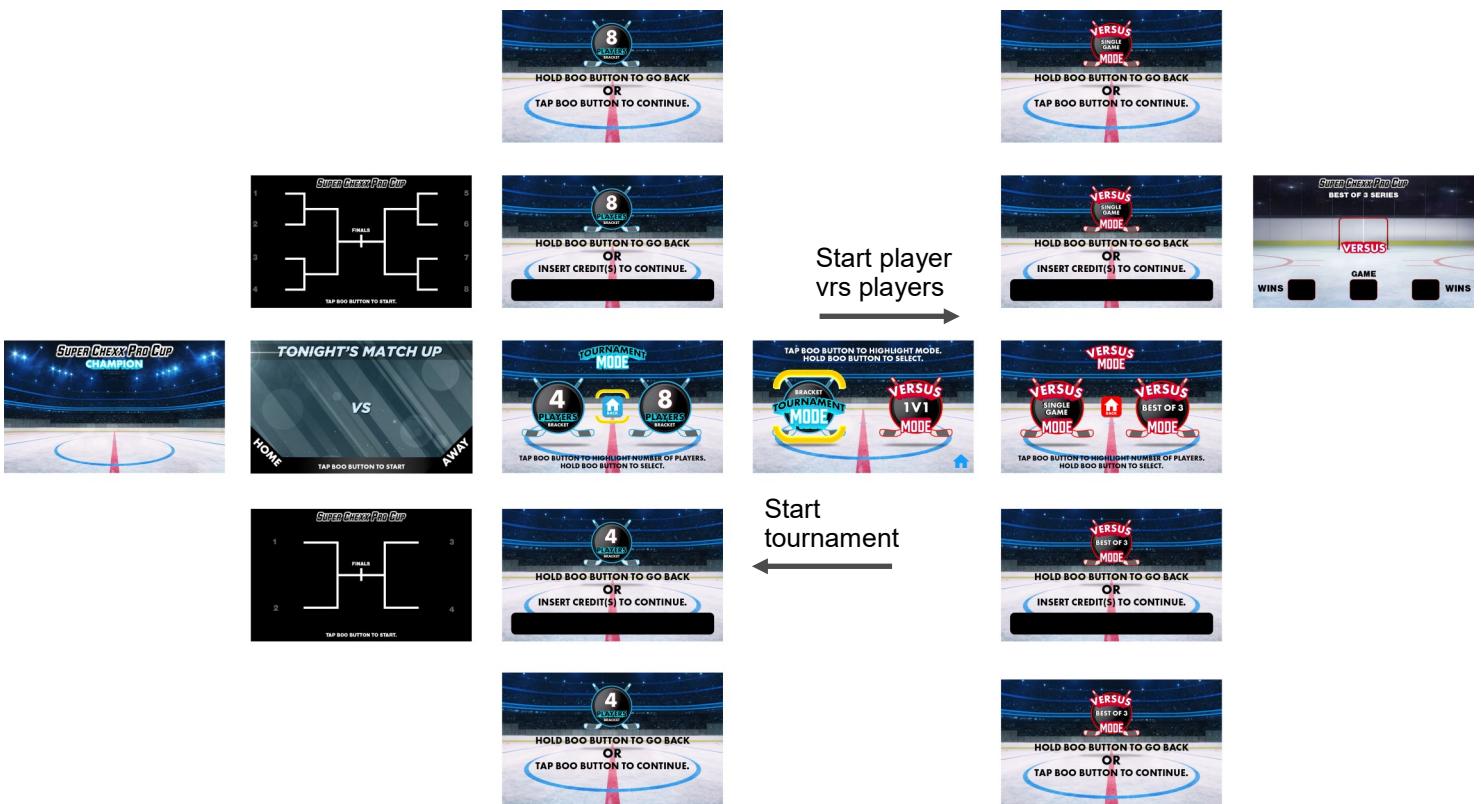 8
PLAYERS
BRACKET
HOLD BOO BUTTON TO GO BACK
OR
TAP BOO BUTTON TO CONTINUE.
VERSUS
SINGLE
GAME
MODE
HOLD BOO BUTTON TO GO BACK
OR
TAP BOO BUTTON TO CONTINUE.
SUPER CHEXX PRO CUP
1
2
3
4
FINALS
5
6
7
8
TAP BOO BUTTON TO START.
8
PLAYERS
BRACKET
HOLD BOO BUTTON TO GO BACK
OR
INSERT CREDIT(S) TO CONTINUE.
Start player
vrs players
VERSUS
SINGLE
GAME
MODE
HOLD BOO BUTTON TO GO BACK
OR
INSERT CREDIT(S) TO CONTINUE.
SUPER CHEXX PRO CUP
BEST OF 3 SERIES
VERSUS
GAME
WINS
WINS
SUPER CHEXX PRO CUP
CHAMPION
TONIGHT'S MATCH UP
VS
HOME
AWAY
TAP BOO BUTTON TO START
TOURNAMENT
MODE
4
PLAYERS
BRACKET
BACK
8
PLAYERS
BRACKET
TAP BOO BUTTON TO HIGHLIGHT NUMBER OF PLAYERS.
HOLD BOO BUTTON TO SELECT.
TAP BOO BUTTON TO HIGHLIGHT MODE.
HOLD BOO BUTTON TO SELECT.
BRACKET
TOURNAMENT
MODE
VERSUS
1V1
MODE
VERSUS
MODE
VERSUS
SINGLE
GAME
MODE
BACK
VERSUS
BEST OF 3
MODE
TAP BOO BUTTON TO HIGHLIGHT NUMBER OF PLAYERS.
HOLD BOO BUTTON TO SELECT.
SUPER CHEXX PRO CUP
1
2
FINALS
3
4
TAP BOO BUTTON TO START.
4
PLAYERS
BRACKET
HOLD BOO BUTTON TO GO BACK
OR
INSERT CREDIT(S) TO CONTINUE.
Start
tournament
VERSUS
BEST OF 3
MODE
HOLD BOO BUTTON TO GO BACK
OR
INSERT CREDIT(S) TO CONTINUE.
4
PLAYERS
BRACKET
HOLD BOO BUTTON TO GO BACK
OR
TAP BOO BUTTON TO CONTINUE.
VERSUS
BEST OF 3
MODE
HOLD BOO BUTTON TO GO BACK
OR
TAP BOO BUTTON TO CONTINUE.